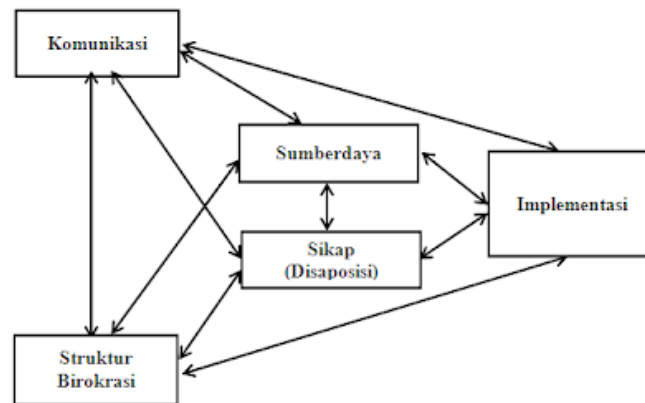 Komunikasi
Sumberdaya
Implementasi
Sikap
(Disaposisi)
Struktur
Birokrasi